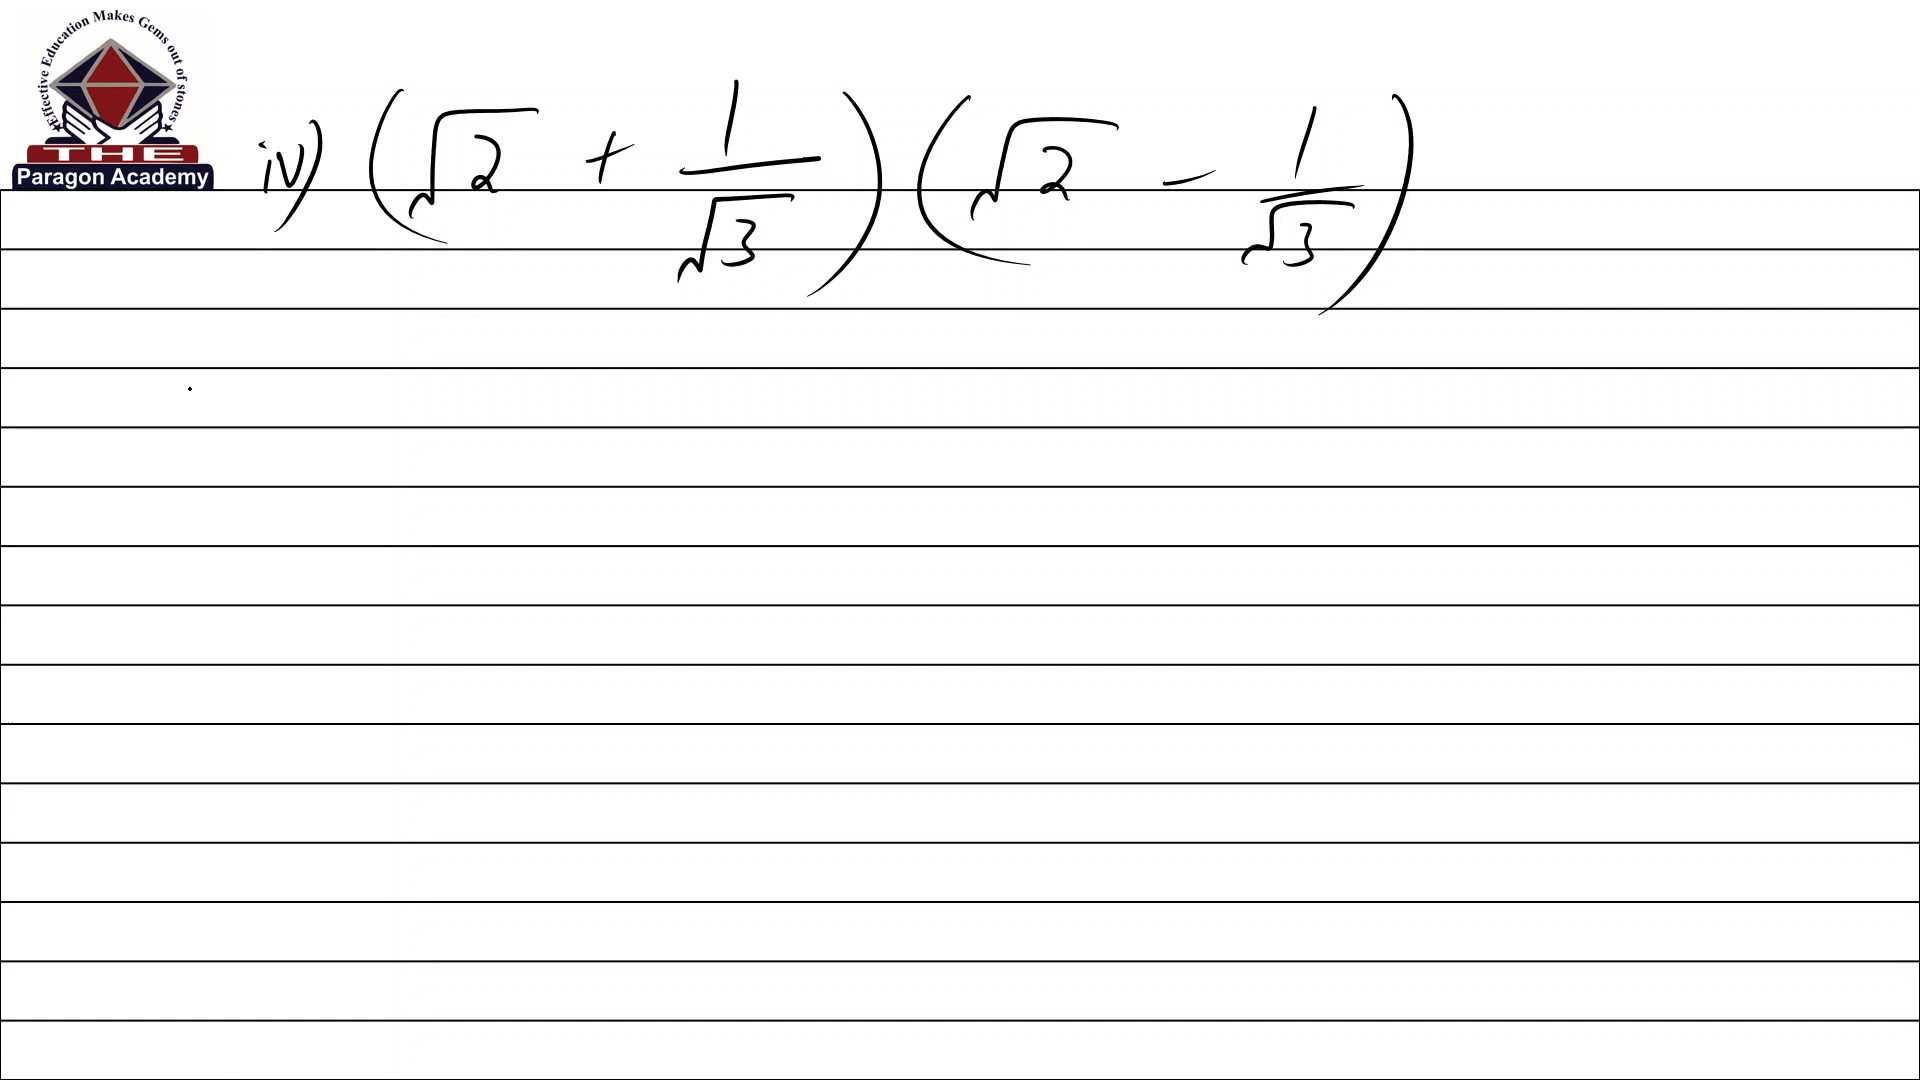 Effective Education Makes Gems out of stones
THE
Paragon Academy
iv) (√2 + 1/√3) (√2 - 1/√3)